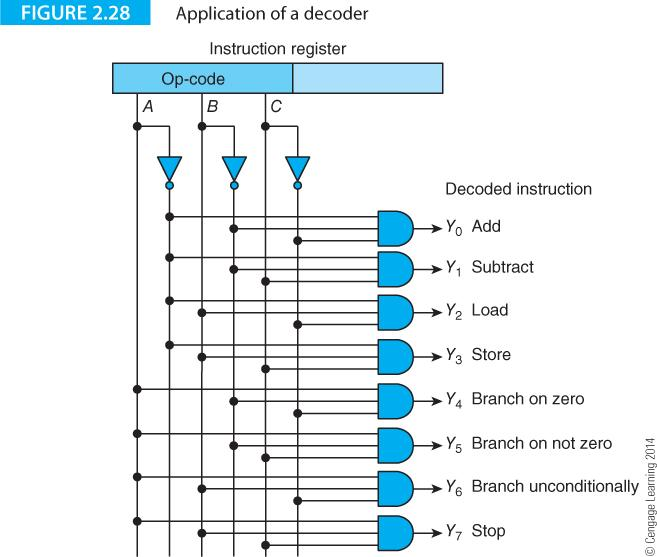 FIGURE 2.28 Application of a decoder
Instruction register
Op-code
A B C
Decoded instruction
Y0 Add
Y1 Subtract
Y2 Load
Y3 Store
Y4 Branch on zero
Y5 Branch on not zero
Y6 Branch unconditionally
Y7 Stop
© Cengage Learning 2014